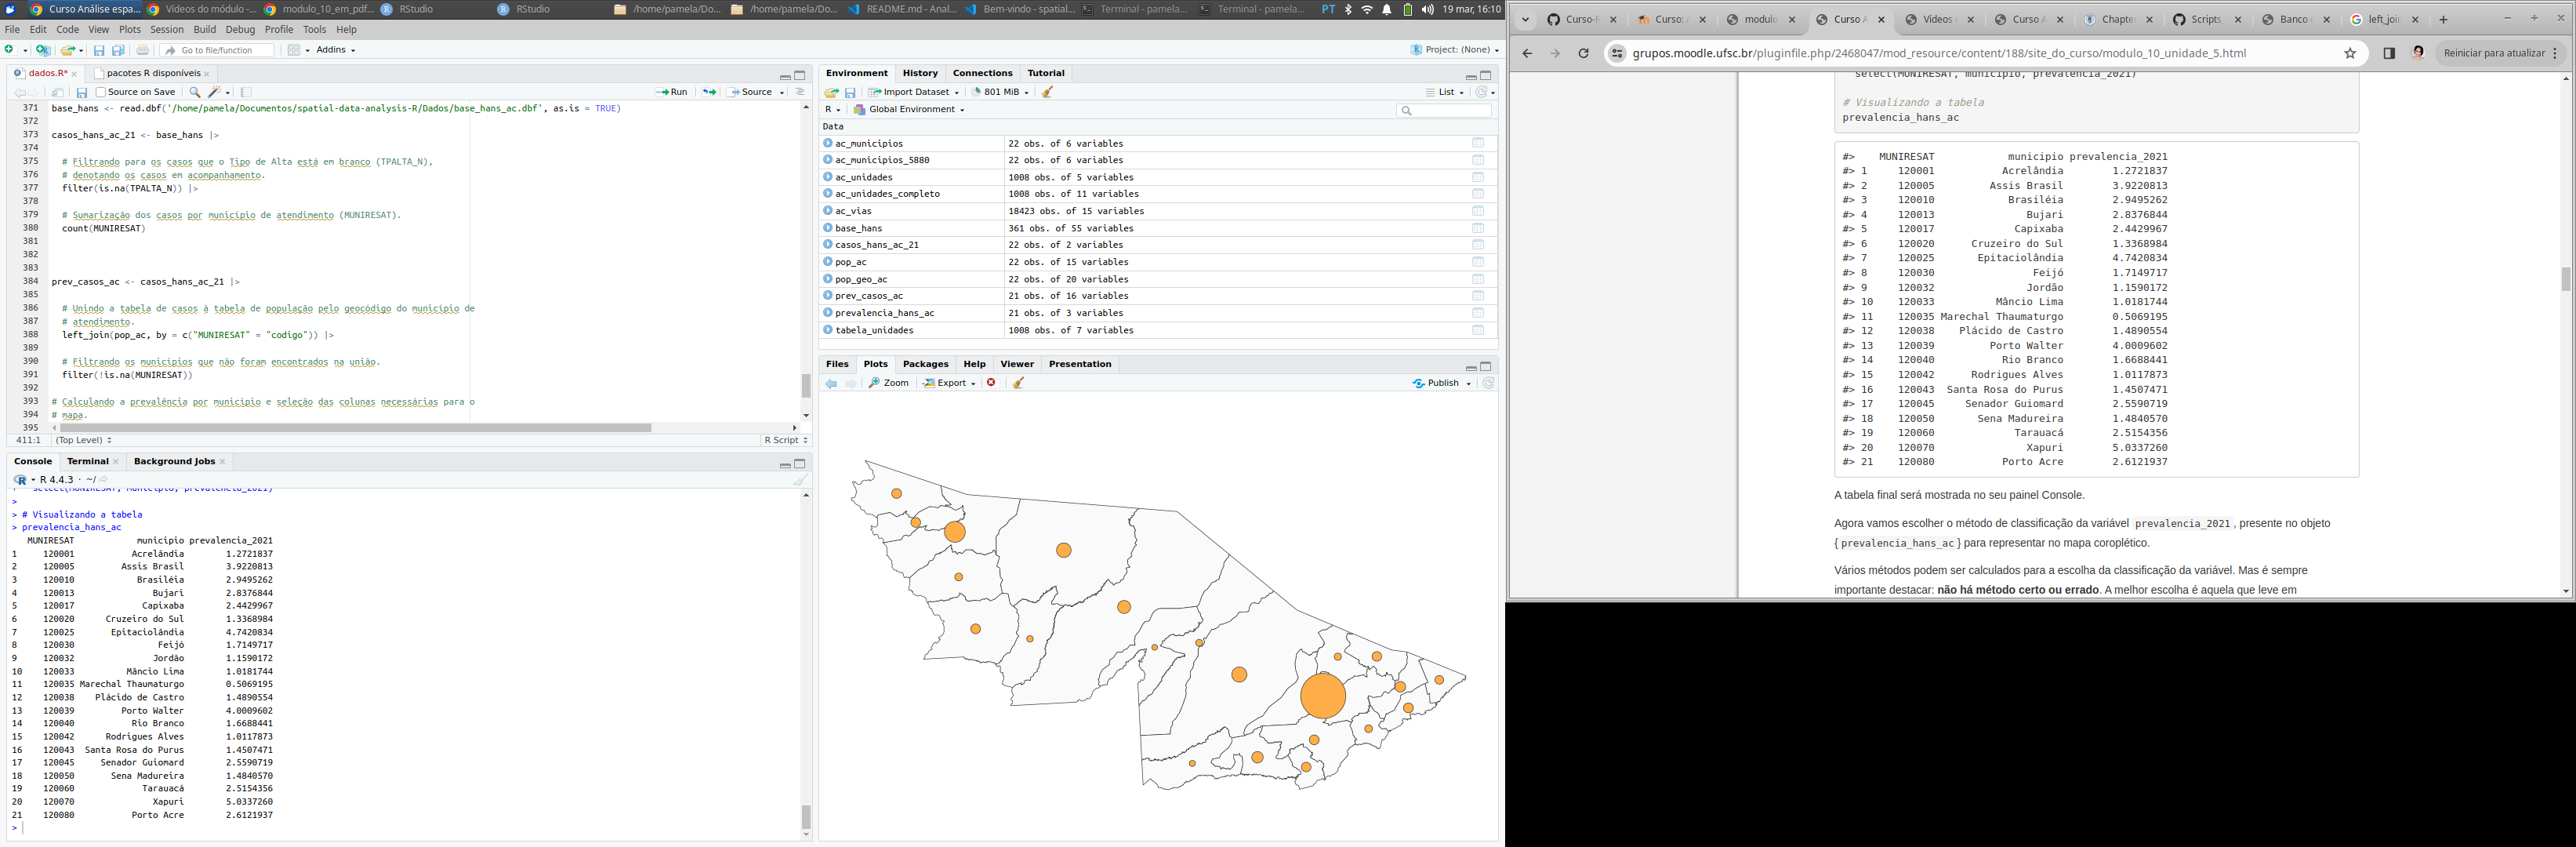 Curso Análise espa...
Vídeos do módulo -...
modulo_10_em_pdf...
RStudio
RStudio
/home/pamela/Do...
/home/pamela/Do...
README.md - Anal...
Bem-vindo - spatial...
Terminal - pamela...
Terminal - pamela...
PT
19 mar, 16:10
File Edit Code View Plots Session Build Debug Profile Tools Help
Go to file/function
Addins
Project: (None)
dados.R*
pacotes R disponíveis
Source on Save
Run
Source
371 base_hans <- read.dbf('/home/pamela/Documentos/spatial-data-analysis-R/Dados/base_hans_ac.dbf', as.is = TRUE)
372
373 casos_hans_ac_21 <- base_hans |>
374
375 # Filtrando para os casos que o Tipo de Alta está em branco (TPALTA_N),
376 # denotando os casos em acompanhamento.
377 filter(is.na(TPALTA_N)) |>
378
379 # Sumarização dos casos por município de atendimento (MUNIRESAT).
380 count(MUNIRESAT)
381
382
383
384 prev_casos_ac <- casos_hans_ac_21 |>
385
386 # Unindo a tabela de casos à tabela de população pelo geocódigo do município de
387 # atendimento.
388 left_join(pop_ac, by = c("MUNIRESAT" = "codigo")) |>
389
390 # Filtrando os municípios que não foram encontrados na união.
391 filter(!is.na(MUNIRESAT))
392
393 # Calculando a prevalência por município e seleção das colunas necessárias para o
394 # mapa.
395
411:1 (Top Level)
R Script
Console Terminal Background Jobs
R 4.4.3 · ~/
+ select(MUNIRESAT, município, prevalencia_2021)
>
> # Visualizando a tabela
> prevalencia_hans_ac
MUNIRESAT município prevalencia_2021
1 120001 Acrelândia 1.2721837
2 120005 Assis Brasil 3.9220813
3 120010 Brasiléia 2.9495262
4 120013 Bujari 2.8376844
5 120017 Capixaba 2.4429967
6 120020 Cruzeiro do Sul 1.3368984
7 120025 Epitaciolândia 4.7420834
8 120030 Feijó 1.7149717
9 120032 Jordão 1.1590172
10 120033 Mâncio Lima 1.0181744
11 120035 Marechal Thaumaturgo 0.5069195
12 120038 Plácido de Castro 1.4890554
13 120039 Porto Walter 4.0009602
14 120040 Rio Branco 1.6688441
15 120042 Rodrigues Alves 1.0117873
16 120043 Santa Rosa do Purus 1.4507471
17 120045 Senador Guiomard 2.5590719
18 120050 Sena Madureira 1.4840570
19 120060 Tarauacá 2.5154356
20 120070 Xapuri 5.0337260
21 120080 Porto Acre 2.6121937
>
Environment History Connections Tutorial
Import Dataset
801 MiB
List
R
Global Environment
Data
ac_municipios 22 obs. of 6 variables
ac_municipios_5880 22 obs. of 6 variables
ac_unidades 1008 obs. of 5 variables
ac_unidades_completo 1008 obs. of 11 variables
ac_vias 18423 obs. of 15 variables
base_hans 361 obs. of 55 variables
casos_hans_ac_21 22 obs. of 2 variables
pop_ac 22 obs. of 15 variables
pop_geo_ac 22 obs. of 20 variables
prev_casos_ac 21 obs. of 16 variables
prevalencia_hans_ac 21 obs. of 3 variables
tabela_unidades 1008 obs. of 7 variables
Files Plots Packages Help Viewer Presentation
Zoom
Export
Publish
Curso-R
Curso:
modulo
Curso A
Vídeos
Curso A
Chapte
Scripts
Banco
left_joi
grupos.moodle.ufsc.br/pluginfile.php/2468047/mod_resource/content/188/site_do_curso/modulo_10_unidade_5.html
Reiniciar para atualizar
select(MUNIRESAT, municipio, prevalencia_2021)
# Visualizando a tabela
prevalencia_hans_ac
#> MUNIRESAT municipio prevalencia_2021
#> 1 120001 Acrelândia 1.2721837
#> 2 120005 Assis Brasil 3.9220813
#> 3 120010 Brasiléia 2.9495262
#> 4 120013 Bujari 2.8376844
#> 5 120017 Capixaba 2.4429967
#> 6 120020 Cruzeiro do Sul 1.3368984
#> 7 120025 Epitaciolândia 4.7420834
#> 8 120030 Feijó 1.7149717
#> 9 120032 Jordão 1.1590172
#> 10 120033 Mâncio Lima 1.0181744
#> 11 120035 Marechal Thaumaturgo 0.5069195
#> 12 120038 Plácido de Castro 1.4890554
#> 13 120039 Porto Walter 4.0009602
#> 14 120040 Rio Branco 1.6688441
#> 15 120042 Rodrigues Alves 1.0117873
#> 16 120043 Santa Rosa do Purus 1.4507471
#> 17 120045 Senador Guiomard 2.5590719
#> 18 120050 Sena Madureira 1.4840570
#> 19 120060 Tarauacá 2.5154356
#> 20 120070 Xapuri 5.0337260
#> 21 120080 Porto Acre 2.6121937
A tabela final será mostrada no seu painel Console.
Agora vamos escolher o método de classificação da variável prevalencia_2021, presente no objeto
{prevalencia_hans_ac} para representar no mapa coroplético.
Vários métodos podem ser calculados para a escolha da classificação da variável. Mas é sempre
importante destacar: não há método certo ou errado. A melhor escolha é aquela que leve em